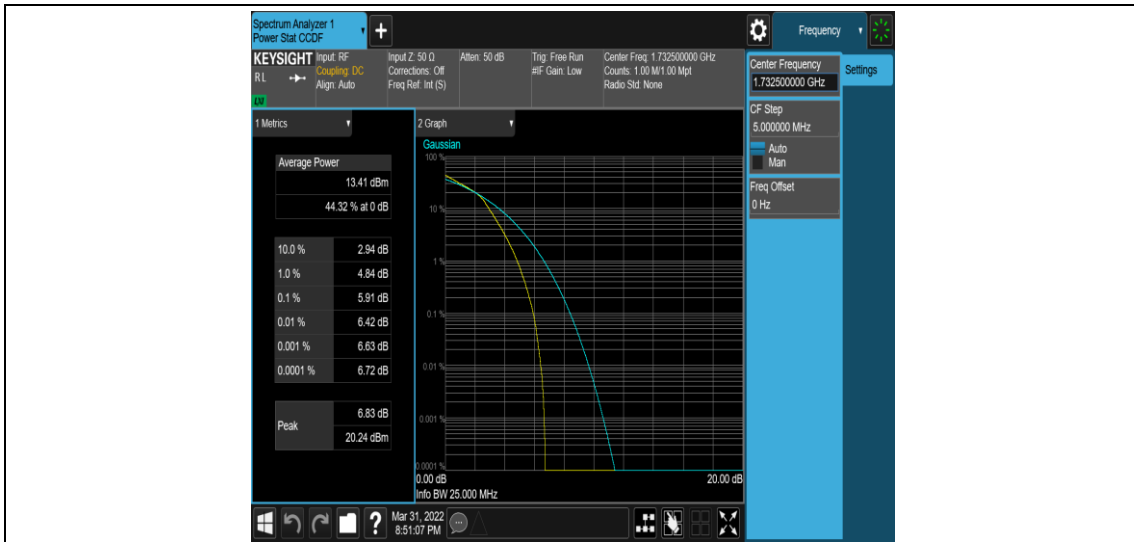 Spectrum Analyzer 1
Power Stat CCDF
+
Frequency
KEYSIGHT
RL
LXI
Input: RF
Coupling: DC
Align: Auto
Input Z: 50 Ω
Corrections: Off
Freq Ref: Int (S)
Atten: 50 dB
Trig: Free Run
#IF Gain: Low
Center Freq: 1.732500000 GHz
Counts: 1.00 M/1.00 Mpt
Radio Std: None
Center Frequency
1.732500000 GHz
Settings
CF Step
5.000000 MHz
Auto
Man
Freq Offset
0 Hz
1 Metrics
Average Power
13.41 dBm
44.32 % at 0 dB
10.0 % 2.94 dB
1.0 % 4.84 dB
0.1 % 5.91 dB
0.01 % 6.42 dB
0.001 % 6.63 dB
0.0001 % 6.72 dB
Peak
6.83 dB
20.24 dBm
2 Graph
Gaussian
100 %
10 %
1 %
0.1 %
0.01 %
0.001 %
0.0001 %
0.00 dB 20.00 dB
Info BW 25.000 MHz
?
Mar 31, 2022
8:51:07 PM